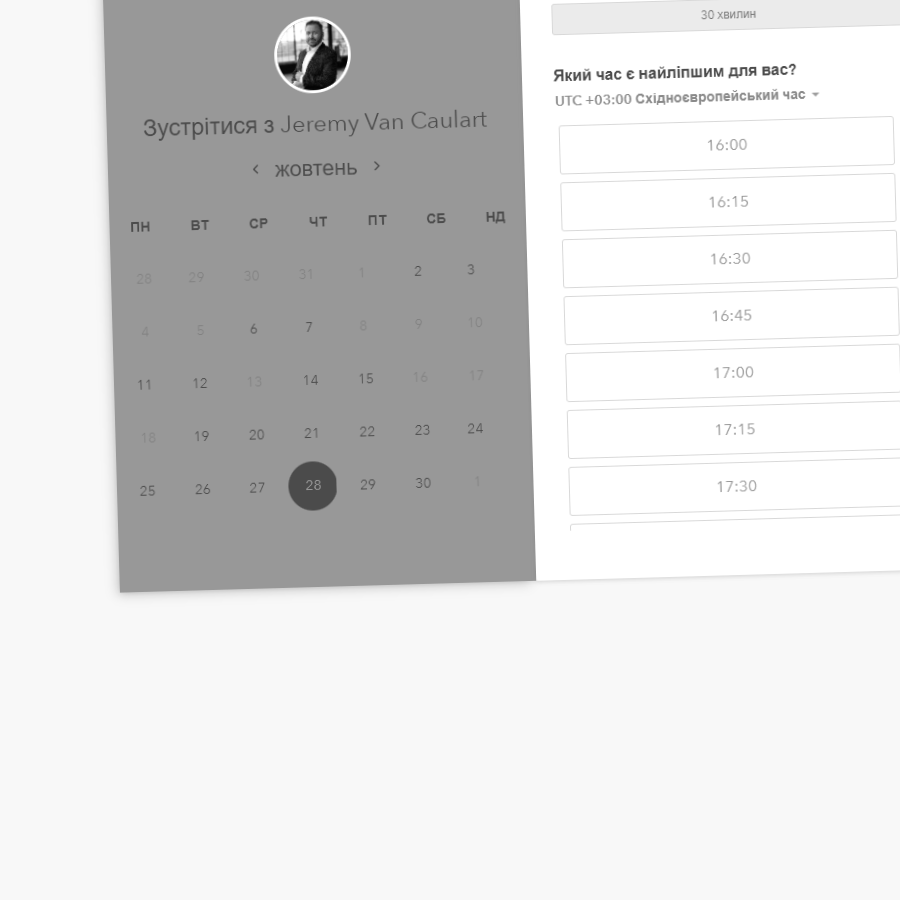 Зустрітися з Jeremy Van Caulart
‹ жовтень ›
ПН ВТ СР ЧТ ПТ СБ НД
28 29 30 31 1 2 3
4 5 6 7 8 9 10
11 12 13 14 15 16 17
18 19 20 21 22 23 24
25 26 27 28 29 30 1
30 хвилин
Який час є найліпшим для вас?
UTC +03:00 Східноєвропейський час
16:00
16:15
16:30
16:45
17:00
17:15
17:30